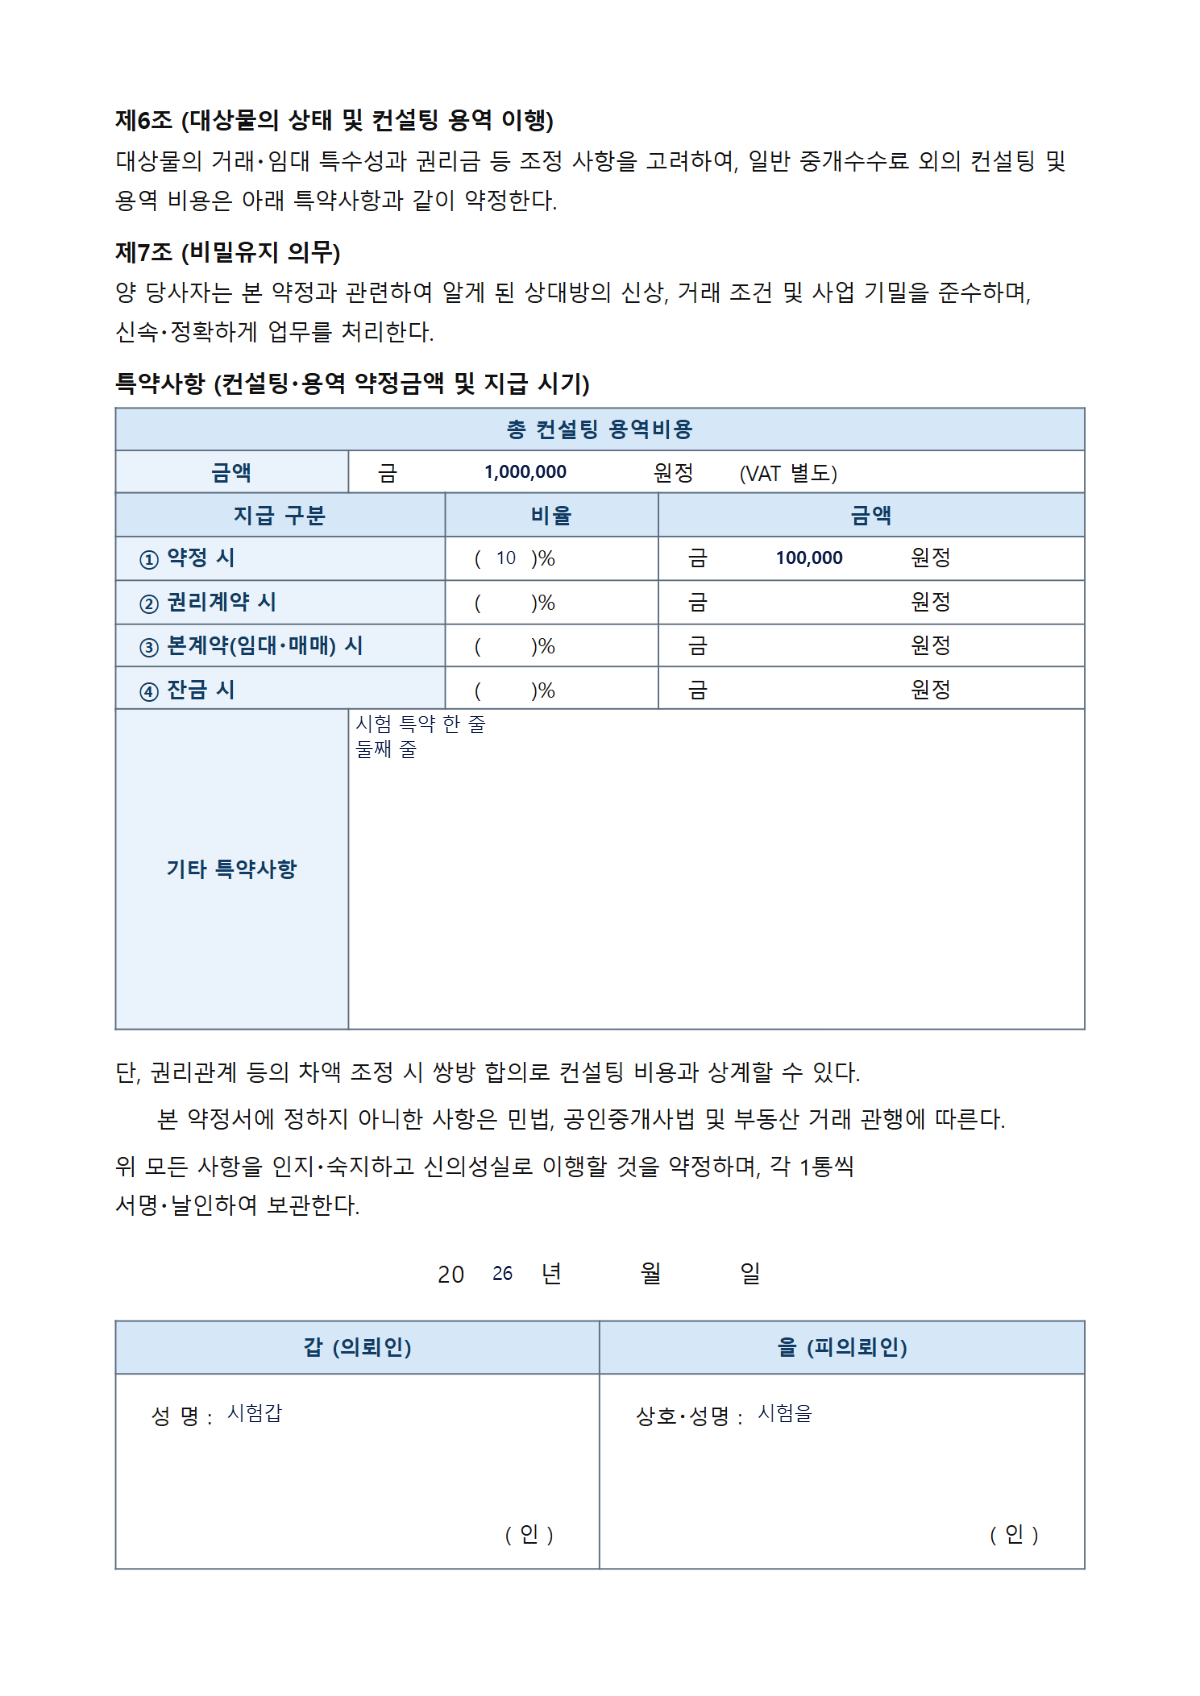 제6조 (대상물의 상태 및 컨설팅 용역 이행)
대상물의 거래·임대 특수성과 권리금 등 조정 사항을 고려하여, 일반 중개수수료 외의 컨설팅 및
용역 비용은 아래 특약사항과 같이 약정한다.
제7조 (비밀유지 의무)
양 당사자는 본 약정과 관련하여 알게 된 상대방의 신상, 거래 조건 및 사업 기밀을 준수하며,
신속·정확하게 업무를 처리한다.
특약사항 (컨설팅·용역 약정금액 및 지급 시기)
총 컨설팅 용역비용
금액 금 1,000,000 원정 (VAT 별도)
지급 구분 비율 금액
① 약정 시 ( 10 )% 금 100,000 원정
② 권리계약 시 ( )% 금 원정
③ 본계약(임대·매매) 시 ( )% 금 원정
④ 잔금 시 ( )% 금 원정
시험 특약 한 줄
둘째 줄
기타 특약사항
단, 권리관계 등의 차액 조정 시 쌍방 합의로 컨설팅 비용과 상계할 수 있다.
본 약정서에 정하지 아니한 사항은 민법, 공인중개사법 및 부동산 거래 관행에 따른다.
위 모든 사항을 인지·숙지하고 신의성실로 이행할 것을 약정하며, 각 1통씩
서명·날인하여 보관한다.
20 26 년 월 일
갑 (의뢰인) 을 (피의뢰인)
성 명 : 시험갑 상호·성명 : 시험을
( 인 ) ( 인 )